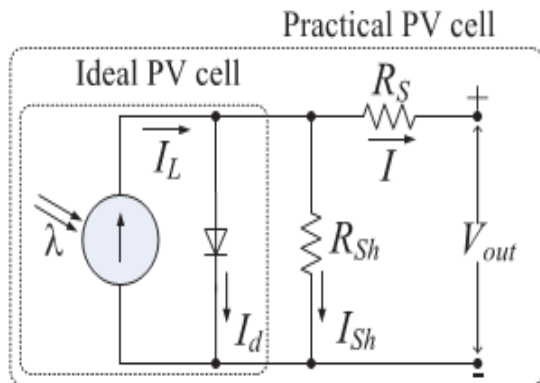 Practical PV cell
Ideal PV cell
R_S
+
I_L
I
λ
R_Sh
V_out
I_d
I_Sh
-